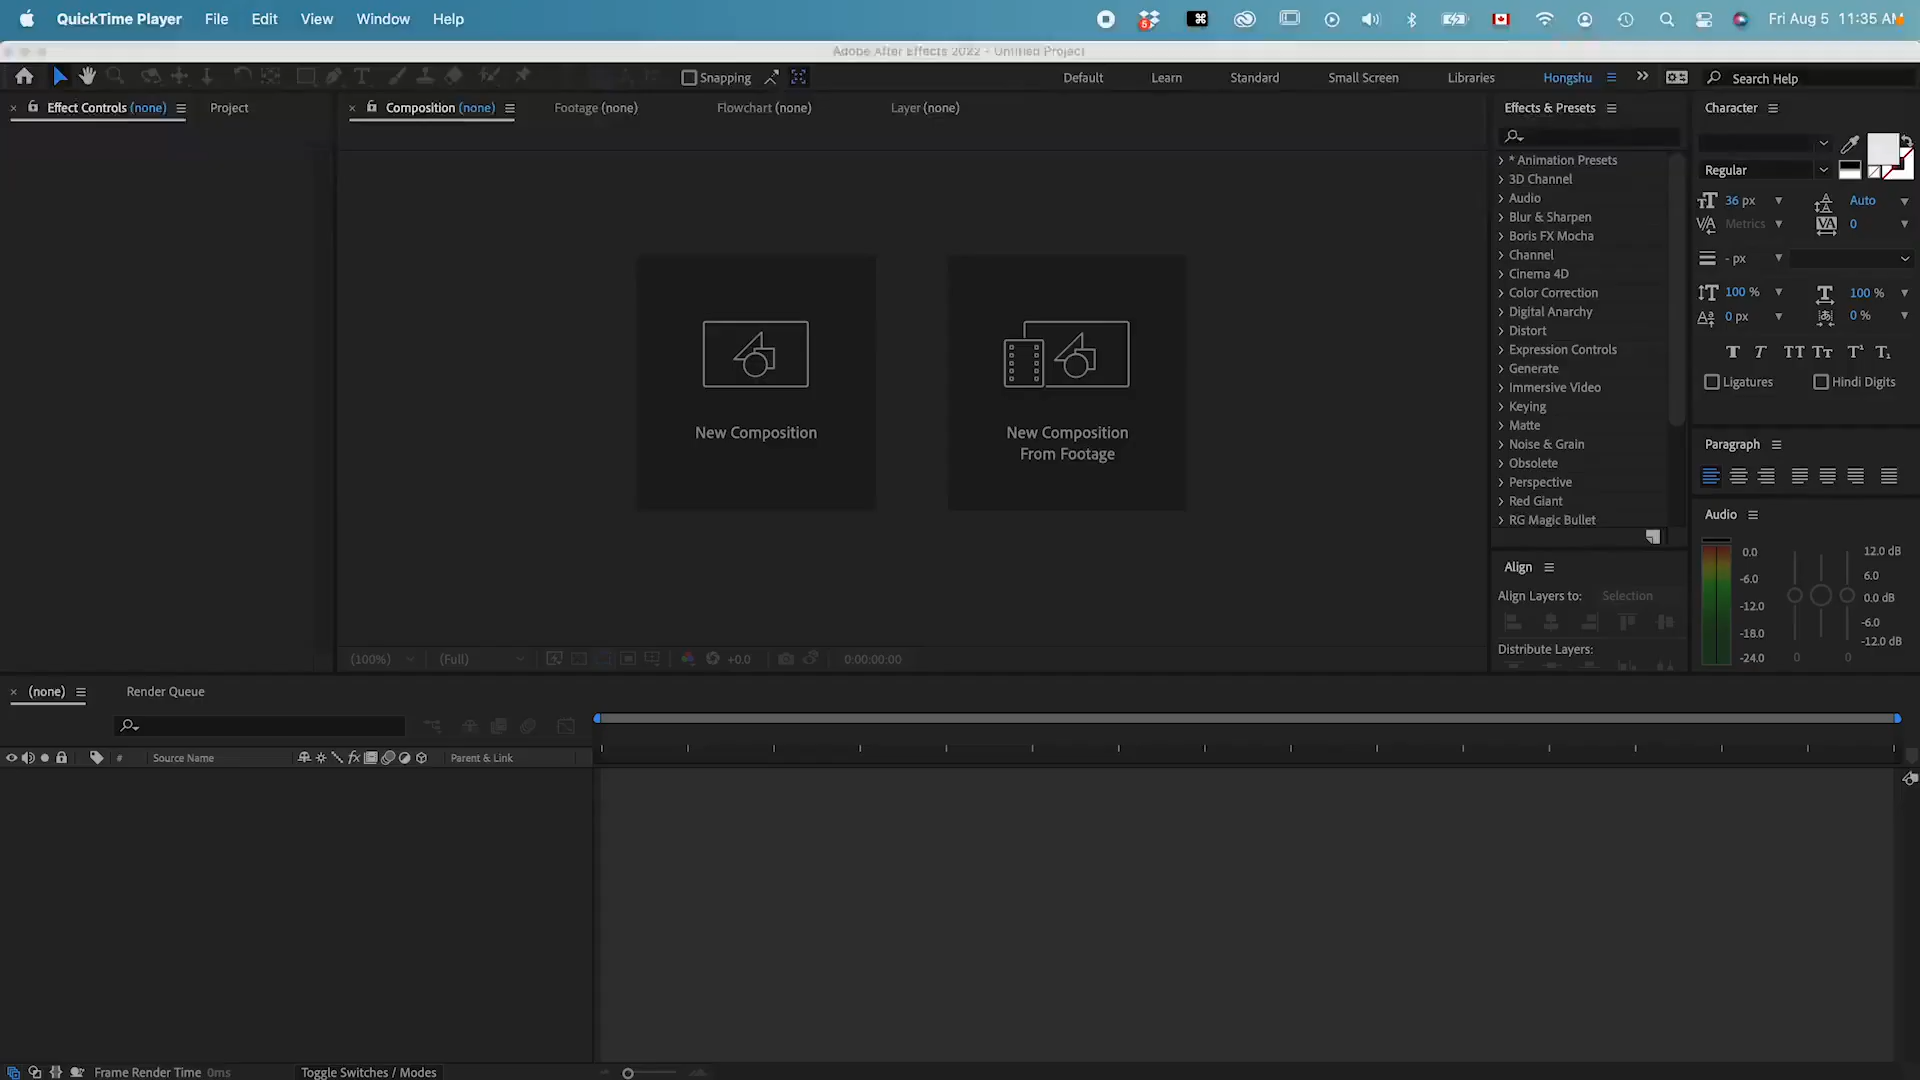 QuickTime Player File Edit View Window Help 5 Fri Aug 5 11:35 AM
Adobe After Effects 2022 - Untitled Project
Snapping Default Learn Standard Small Screen Libraries Hongshu Search Help
Effect Controls (none) Project Composition (none) Footage (none) Flowchart (none) Layer (none)
Effects & Presets
* Animation Presets
3D Channel
Audio
Blur & Sharpen
Boris FX Mocha
Channel
Cinema 4D
Color Correction
Digital Anarchy
Distort
Expression Controls
Generate
Immersive Video
Keying
Matte
Noise & Grain
Obsolete
Perspective
Red Giant
RG Magic Bullet
Character
Regular
36 px Auto
Metrics 0
- px
100 % 100 %
0 px 0 %
Ligatures Hindi Digits
Paragraph
Audio
0.0 12.0 dB
-6.0 6.0
-12.0 0.0 dB
-18.0 -6.0
-24.0 -12.0 dB
0 0
Align
Align Layers to: Selection
Distribute Layers:
New Composition
New Composition
From Footage
(100%) (Full) +0.0 0:00:00:00
(none) Render Queue
# Source Name fx Parent & Link
Frame Render Time 0ms Toggle Switches / Modes